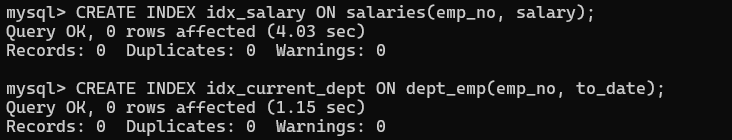 mysql> CREATE INDEX idx_salary ON salaries(emp_no, salary);
Query OK, 0 rows affected (4.03 sec)
Records: 0  Duplicates: 0  Warnings: 0

mysql> CREATE INDEX idx_current_dept ON dept_emp(emp_no, to_date);
Query OK, 0 rows affected (1.15 sec)
Records: 0  Duplicates: 0  Warnings: 0